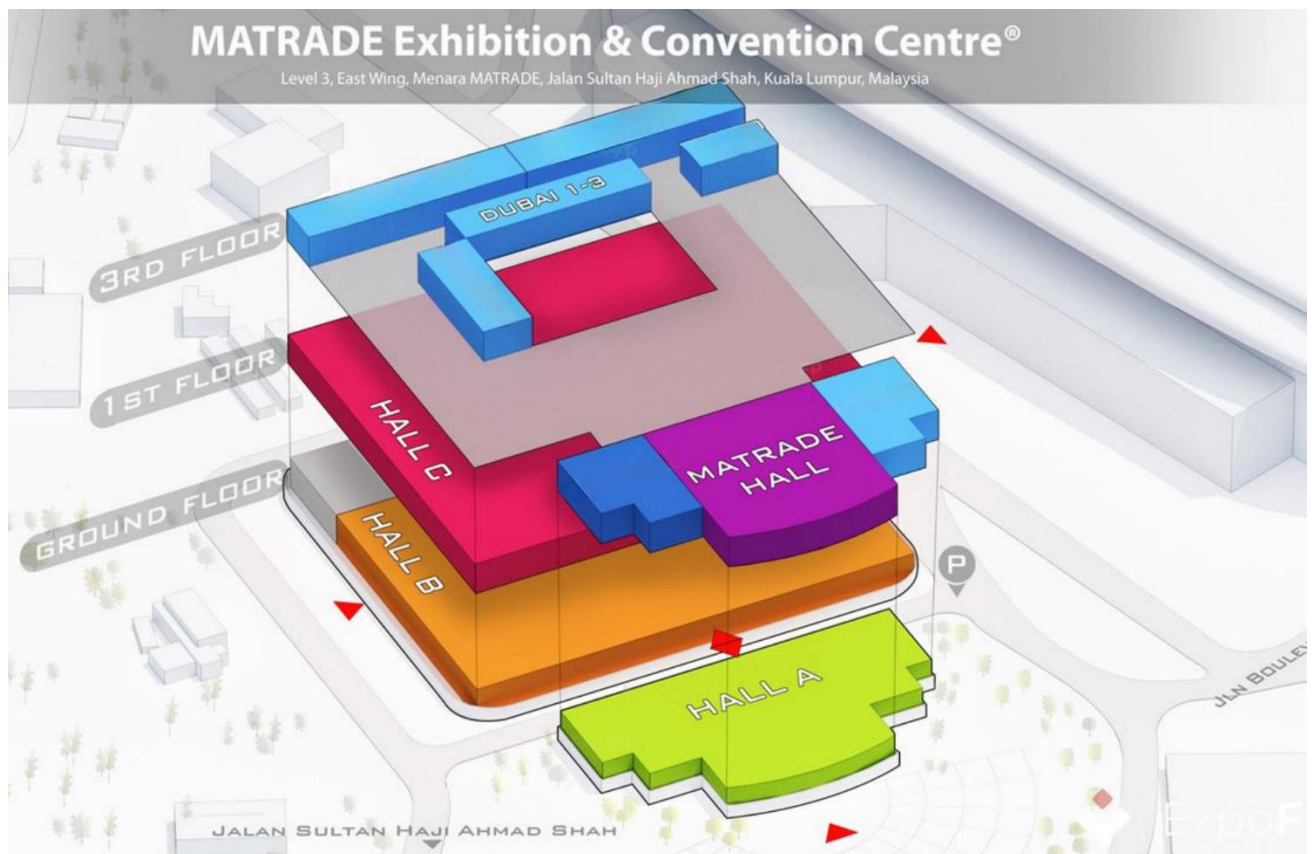 MATRADE Exhibition & Convention Centre®
Level 3, East Wing, Menara MATRADE, Jalan Sultan Haji Ahmad Shah, Kuala Lumpur, Malaysia
DUBAI 1-3
3RD FLOOR
1ST FLOOR
HALL C
MATRADE
HALL
GROUND FLOOR
HALL B
P
HALL A
JLN BOULEV
JALAN SULTAN HAJI AHMAD SHAH
ExpoF